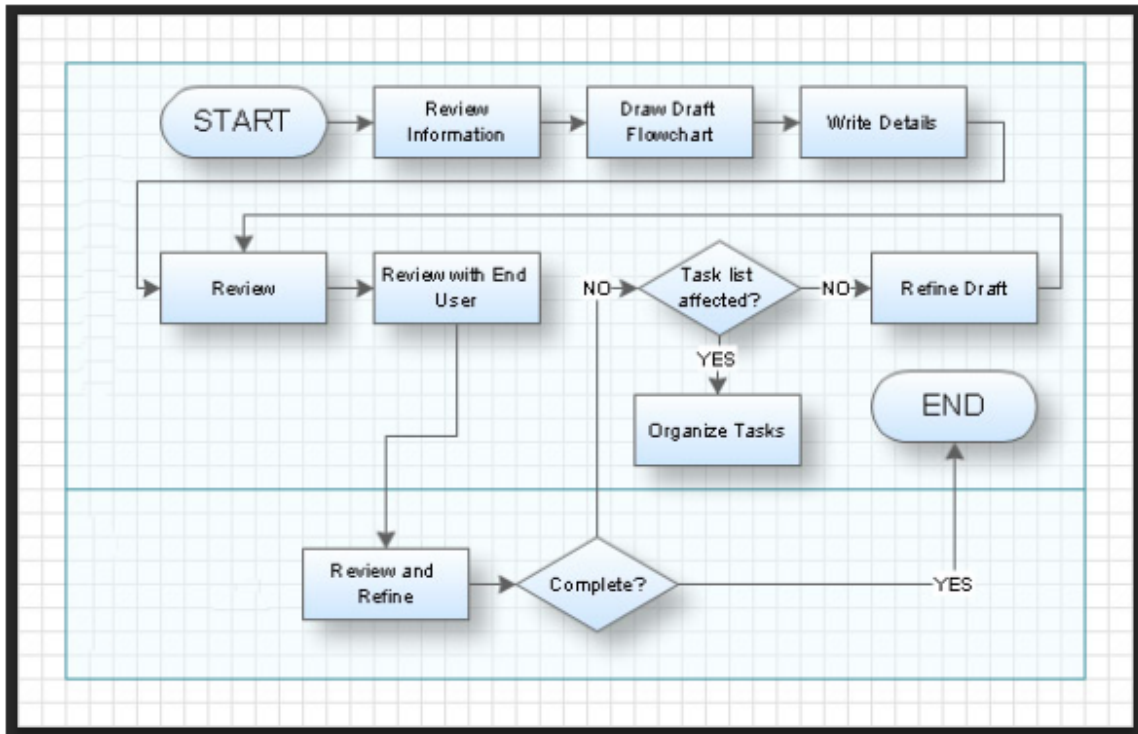 START
Review
Information
Draw Draft
Flowchart
Write Details
Review
Review with End
User
NO
Task list
affected?
NO
Refine Draft
YES
Organize Tasks
END
Review and
Refine
Complete?
YES